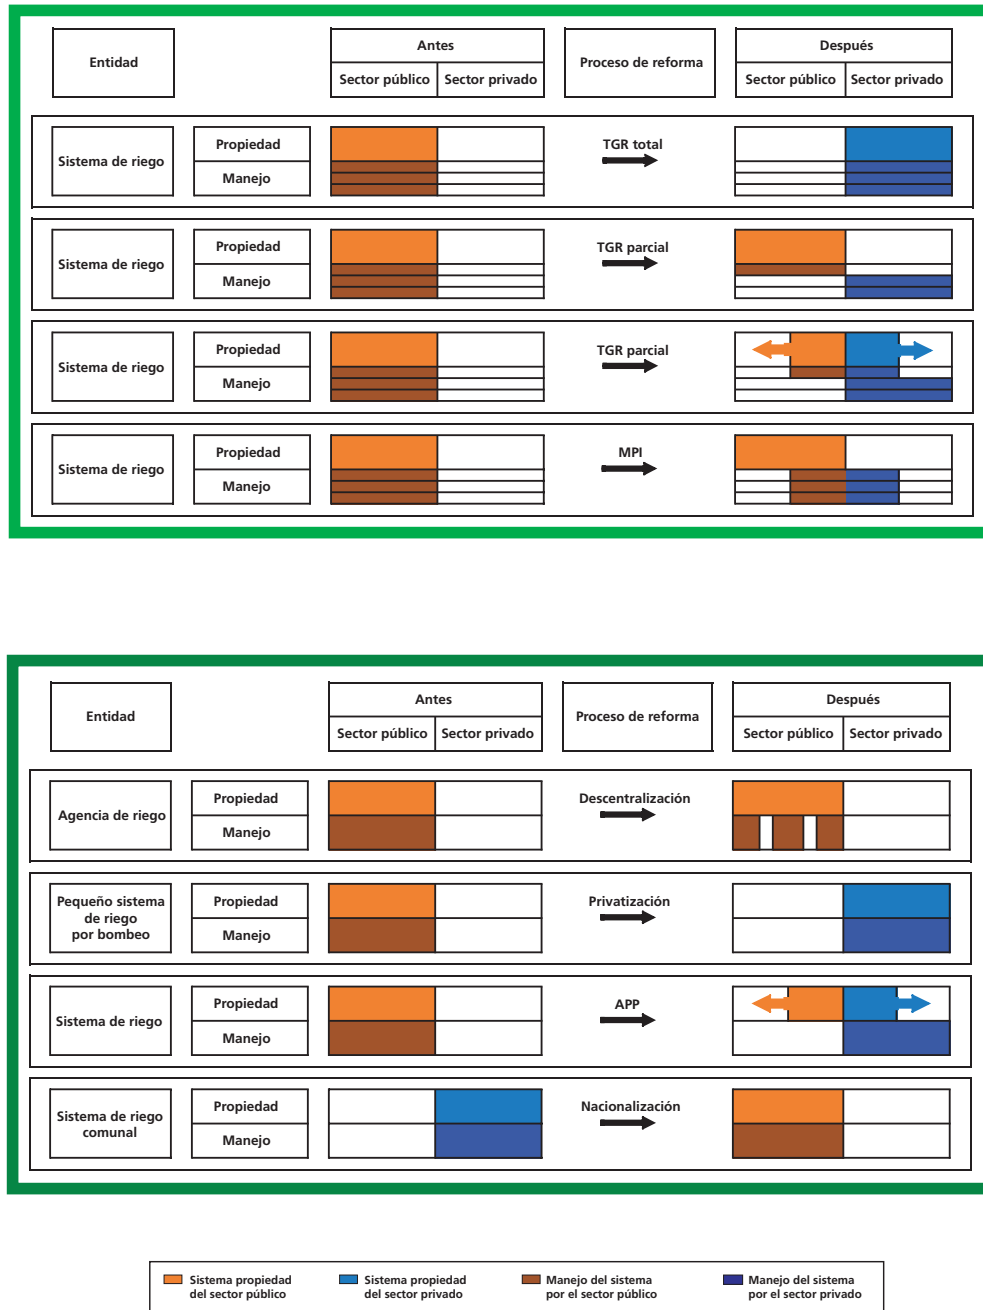 Entidad
Antes
Sector público Sector privado
Proceso de reforma
Después
Sector público Sector privado
Sistema de riego
Propiedad
Manejo
TGR total
Sistema de riego
Propiedad
Manejo
TGR parcial
Sistema de riego
Propiedad
Manejo
TGR parcial
Sistema de riego
Propiedad
Manejo
MPI
Entidad
Antes
Sector público Sector privado
Proceso de reforma
Después
Sector público Sector privado
Agencia de riego
Propiedad
Manejo
Descentralización
Pequeño sistema
de riego
por bombeo
Propiedad
Manejo
Privatización
Sistema de riego
Propiedad
Manejo
APP
Sistema de riego
comunal
Propiedad
Manejo
Nacionalización
Sistema propiedad
del sector público
Sistema propiedad
del sector privado
Manejo del sistema
por el sector público
Manejo del sistema
por el sector privado